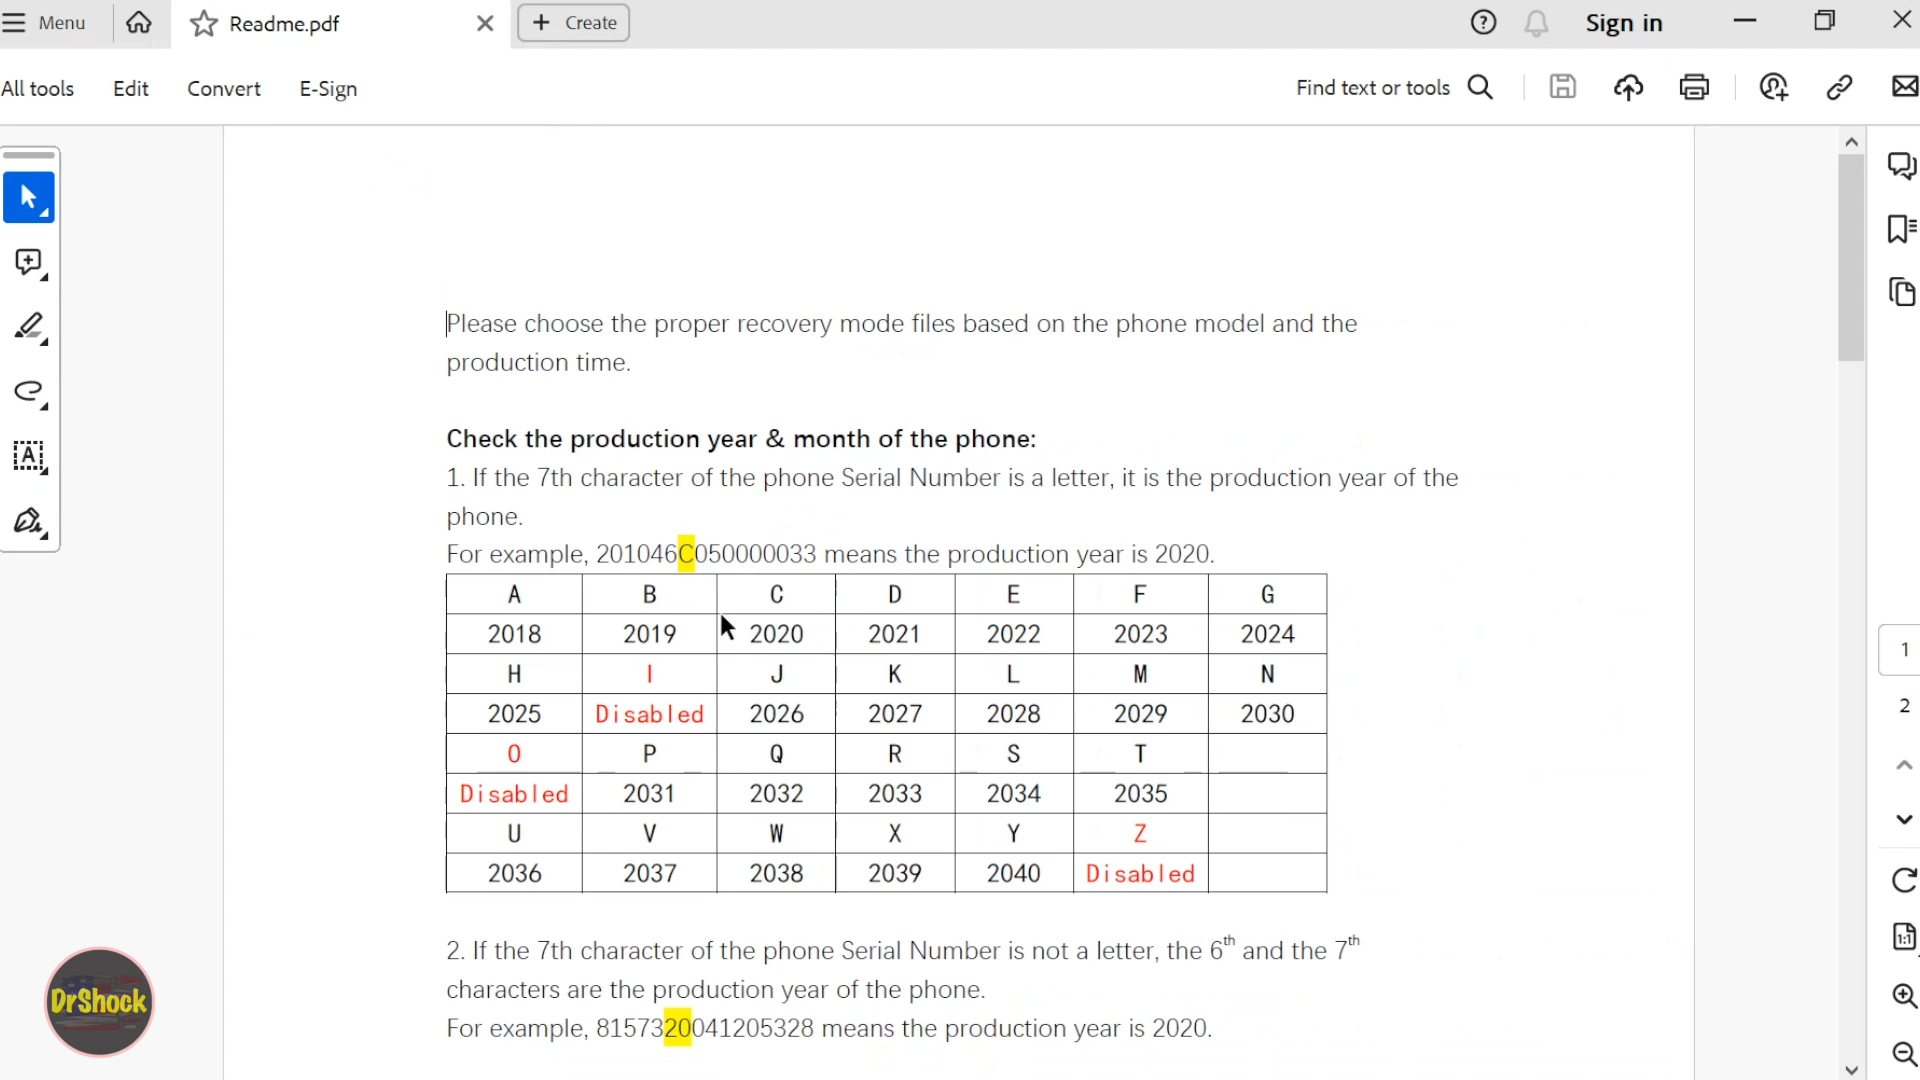 Menu
Readme.pdf
Create
Sign in
All tools
Edit
Convert
E-Sign
Find text or tools
Please choose the proper recovery mode files based on the phone model and the
production time.
Check the production year & month of the phone:
1. If the 7th character of the phone Serial Number is a letter, it is the production year of the
phone.
For example, 201046C050000033 means the production year is 2020.
A B C D E F G
2018 2019 2020 2021 2022 2023 2024
H I J K L M N
2025 Disabled 2026 2027 2028 2029 2030
O P Q R S T
Disabled 2031 2032 2033 2034 2035
U V W X Y Z
2036 2037 2038 2039 2040 Disabled
2. If the 7th character of the phone Serial Number is not a letter, the 6th and the 7th
characters are the production year of the phone.
For example, 8157320041205328 means the production year is 2020.
1
2
1:1
DrShock